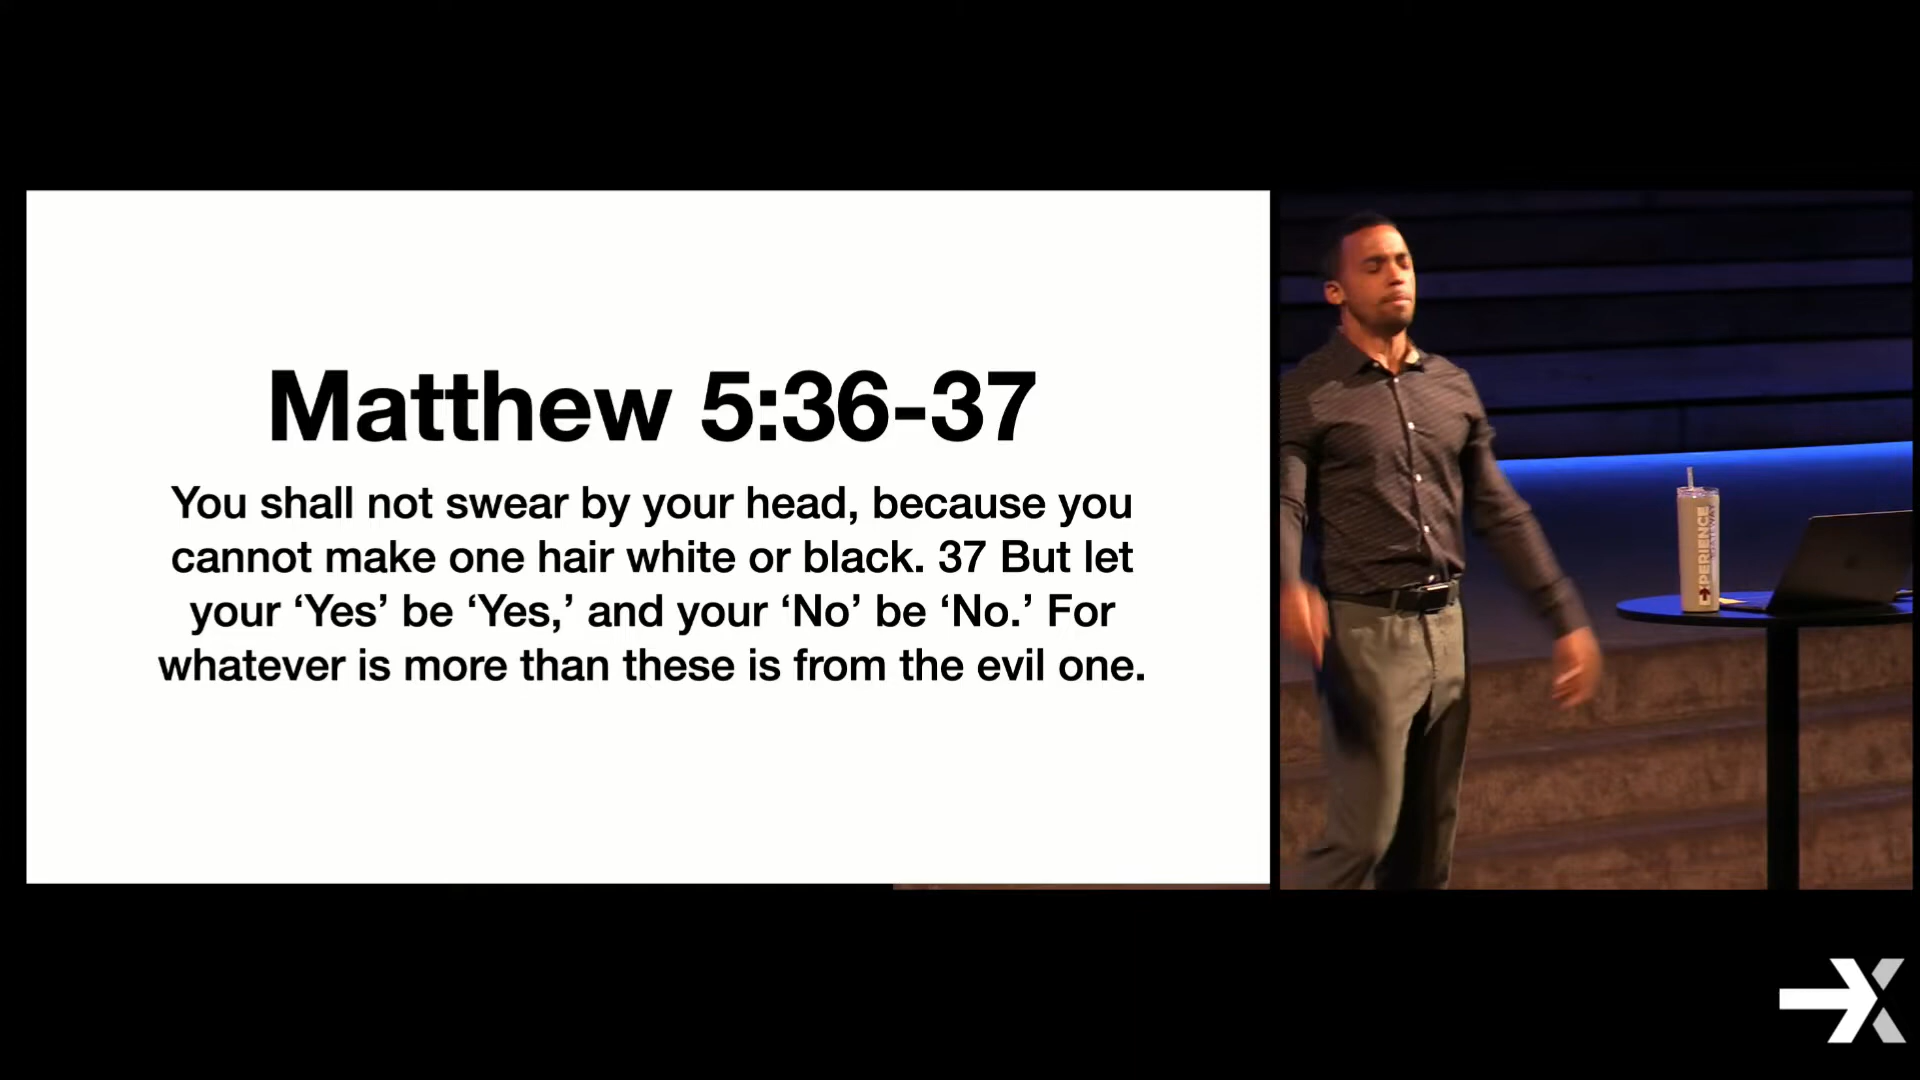 Matthew 5:36-37
You shall not swear by your head, because you
cannot make one hair white or black. 37 But let
your ‘Yes’ be ‘Yes,’ and your ‘No’ be ‘No.’ For
whatever is more than these is from the evil one.
EXPERIENCE
X